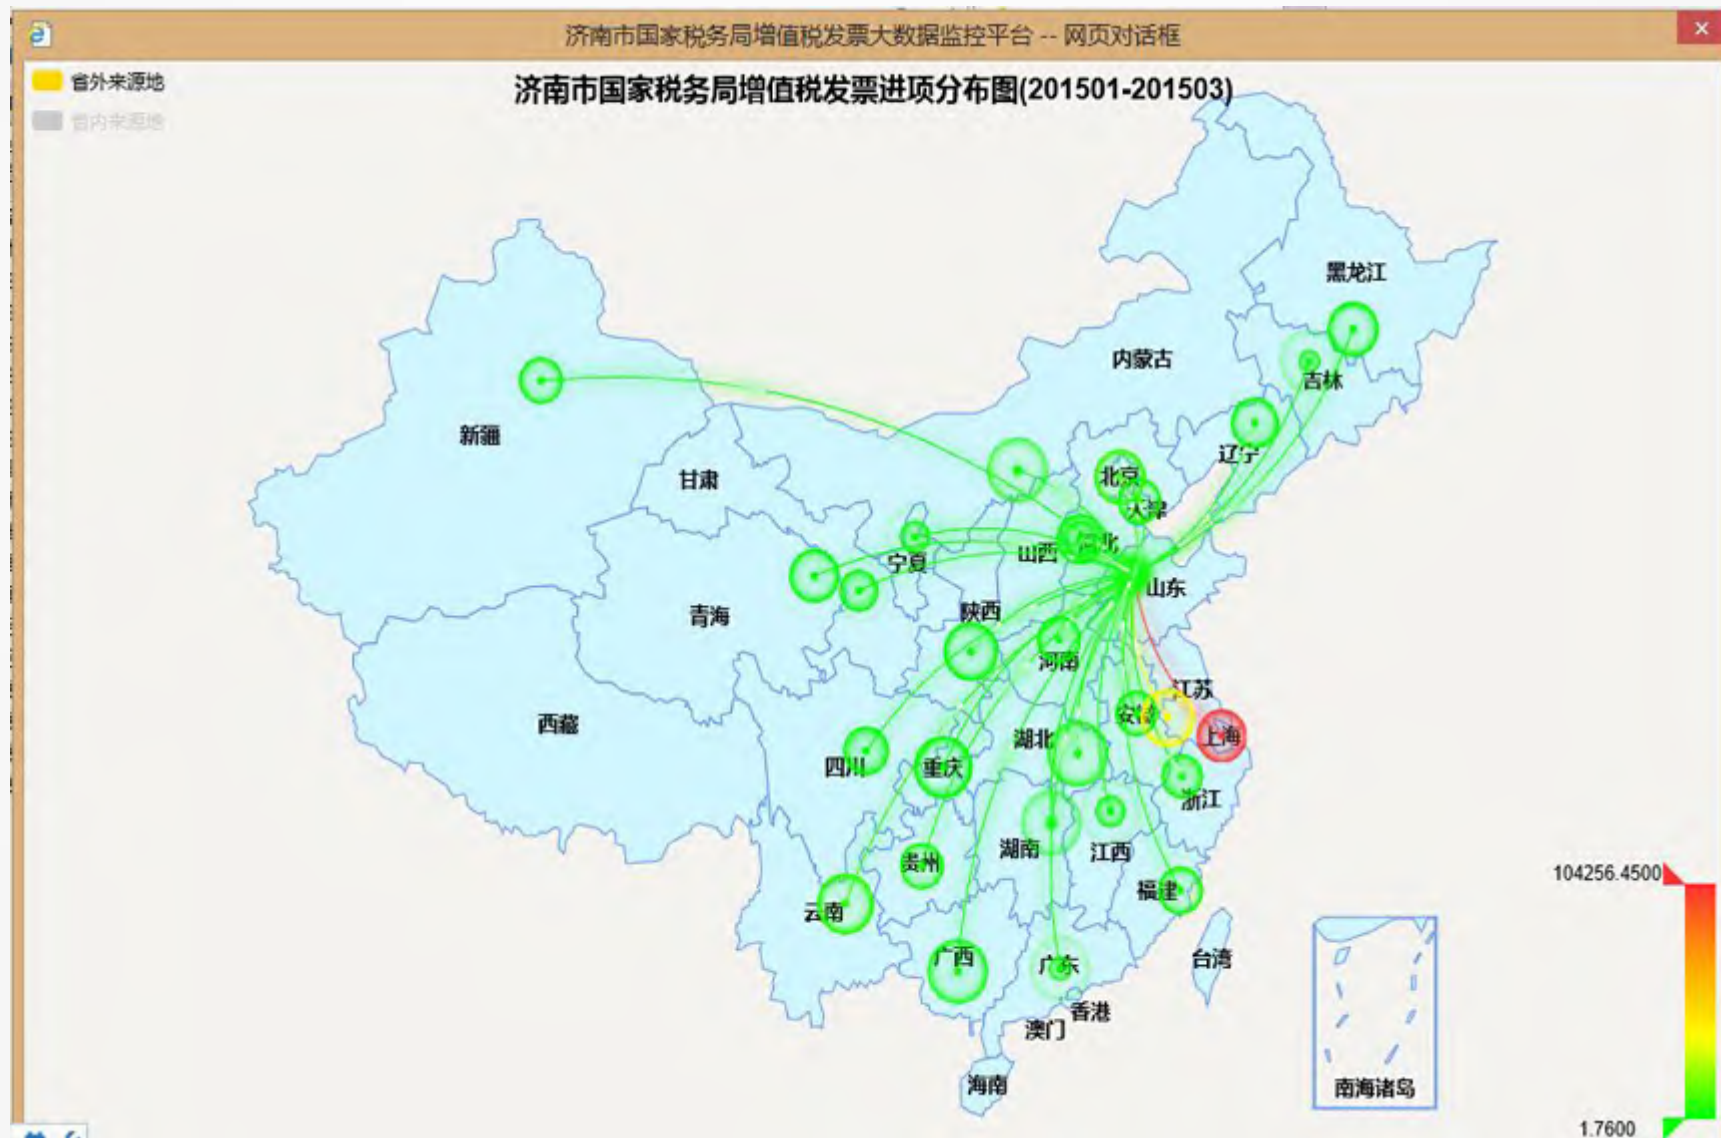 济南市国家税务局增值税发票大数据监控平台 -- 网页对话框
省外来源地
省内来源地
济南市国家税务局增值税发票进项分布图(201501-201503)
黑龙江
内蒙古
吉林
新疆
辽宁
甘肃
北京
天津
宁夏
山西
河北
山东
青海
陕西
河南
西藏
江苏
安徽
上海
湖北
四川
重庆
浙江
湖南
江西
贵州
福建
104256.4500
云南
广西
广东
台湾
香港
澳门
海南
南海诸岛
1.7600